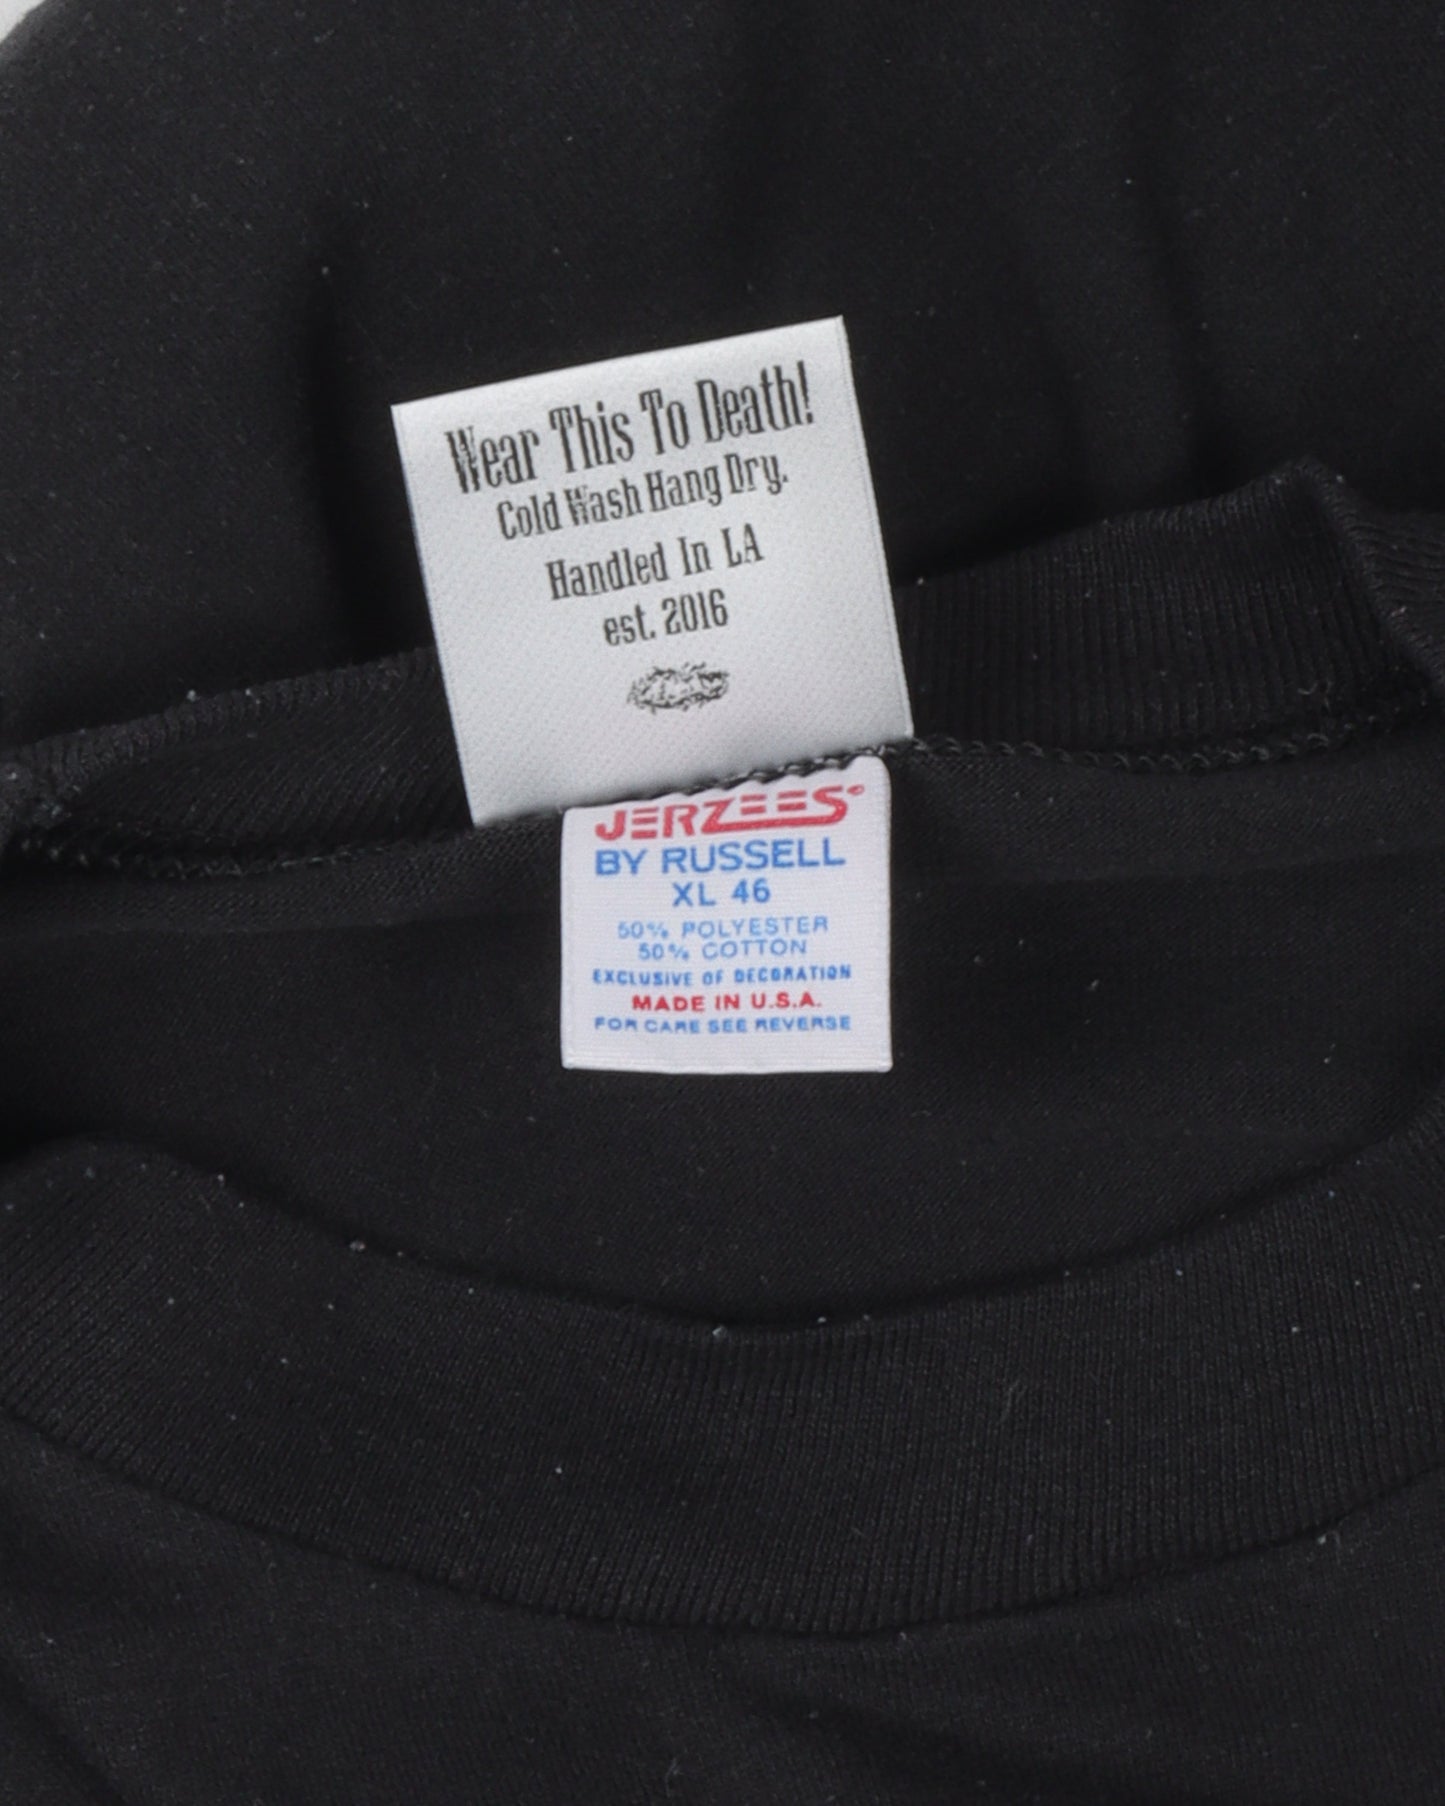 Wear This To Death!
Cold Wash Hang Dry.
Handled In LA
est. 2016
JERZEES®
BY RUSSELL
XL 46
50% POLYESTER
50% COTTON
EXCLUSIVE OF DECORATION
MADE IN U.S.A.
FOR CARE SEE REVERSE